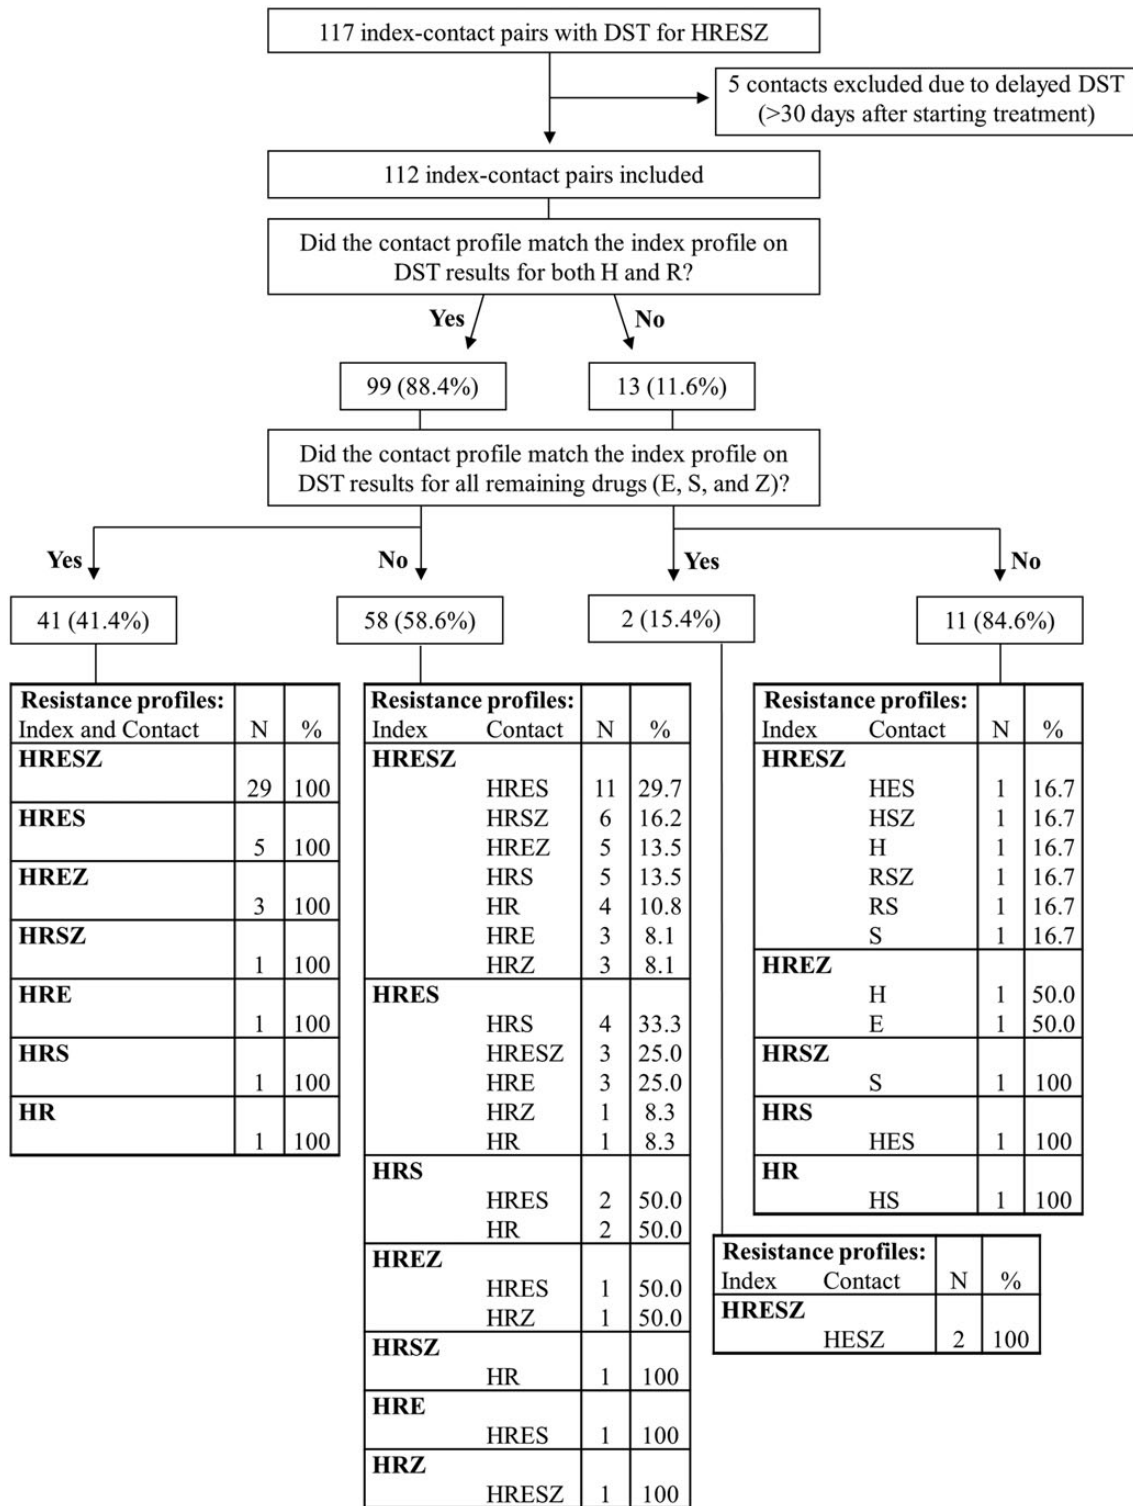 117 index-contact pairs with DST for HRESZ
5 contacts excluded due to delayed DST
(>30 days after starting treatment)
112 index-contact pairs included
Did the contact profile match the index profile on
DST results for both H and R?
Yes
No
99 (88.4%)
13 (11.6%)
Did the contact profile match the index profile on
DST results for all remaining drugs (E, S, and Z)?
Yes
No
Yes
No
41 (41.4%)
58 (58.6%)
2 (15.4%)
11 (84.6%)
Resistance profiles:
Index and Contact N %
HRESZ
29 100
HRES
5 100
HREZ
3 100
HRSZ
1 100
HRE
1 100
HRS
1 100
HR
1 100
Resistance profiles:
Index Contact N %
HRESZ
HRES 11 29.7
HRSZ 6 16.2
HREZ 5 13.5
HRS 5 13.5
HR 4 10.8
HRE 3 8.1
HRZ 3 8.1
HRES
HRS 4 33.3
HRESZ 3 25.0
HRE 3 25.0
HRZ 1 8.3
HR 1 8.3
HRS
HRES 2 50.0
HR 2 50.0
HREZ
HRES 1 50.0
HRZ 1 50.0
HRSZ
HR 1 100
HRE
HRES 1 100
HRZ
HRESZ 1 100
Resistance profiles:
Index Contact N %
HRESZ
HES 1 16.7
HSZ 1 16.7
H 1 16.7
RSZ 1 16.7
RS 1 16.7
S 1 16.7
HREZ
H 1 50.0
E 1 50.0
HRSZ
S 1 100
HRS
HES 1 100
HR
HS 1 100
Resistance profiles:
Index Contact N %
HRESZ
HESZ 2 100